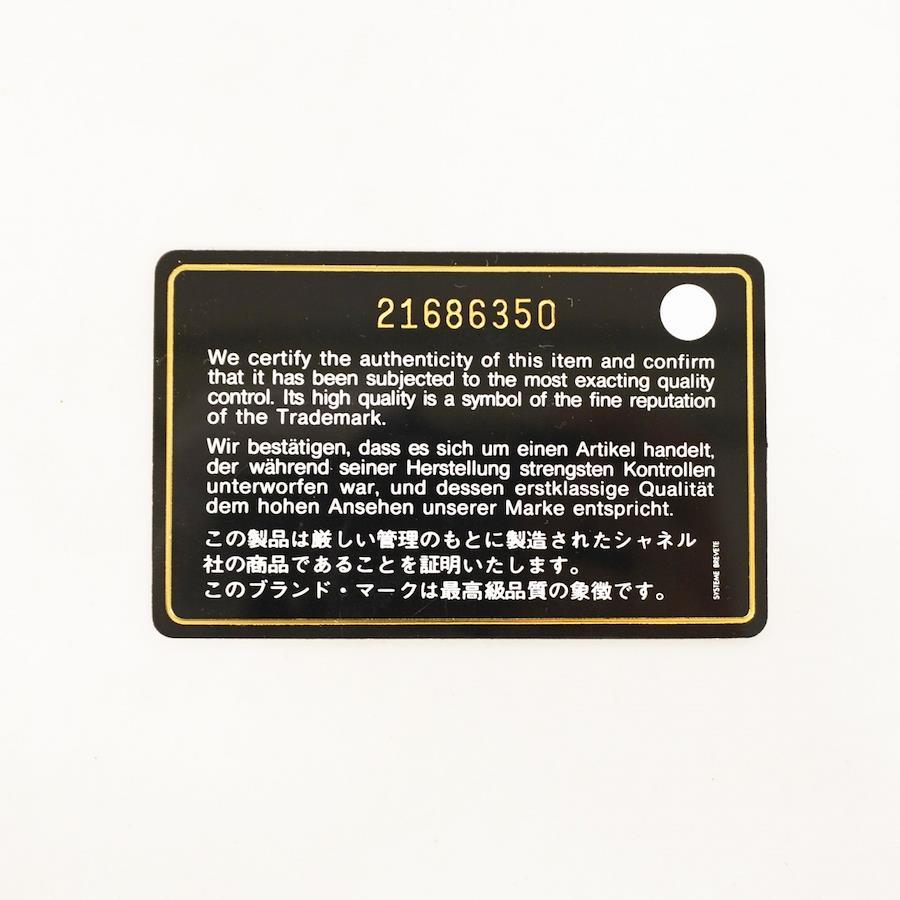 21686350
We certify the authenticity of this item and confirm
that it has been subjected to the most exacting quality
control. Its high quality is a symbol of the fine reputation
of the Trademark.
Wir bestätigen, dass es sich um einen Artikel handelt,
der während seiner Herstellung strengsten Kontrollen
unterworfen war, und dessen erstklassige Qualität
dem hohen Ansehen unserer Marke entspricht.
この製品は厳しい管理のもとに製造されたシャネル
社の商品であることを証明いたします。
このブランド・マークは最高級品質の象徴です。
SYSTEME BREVETE